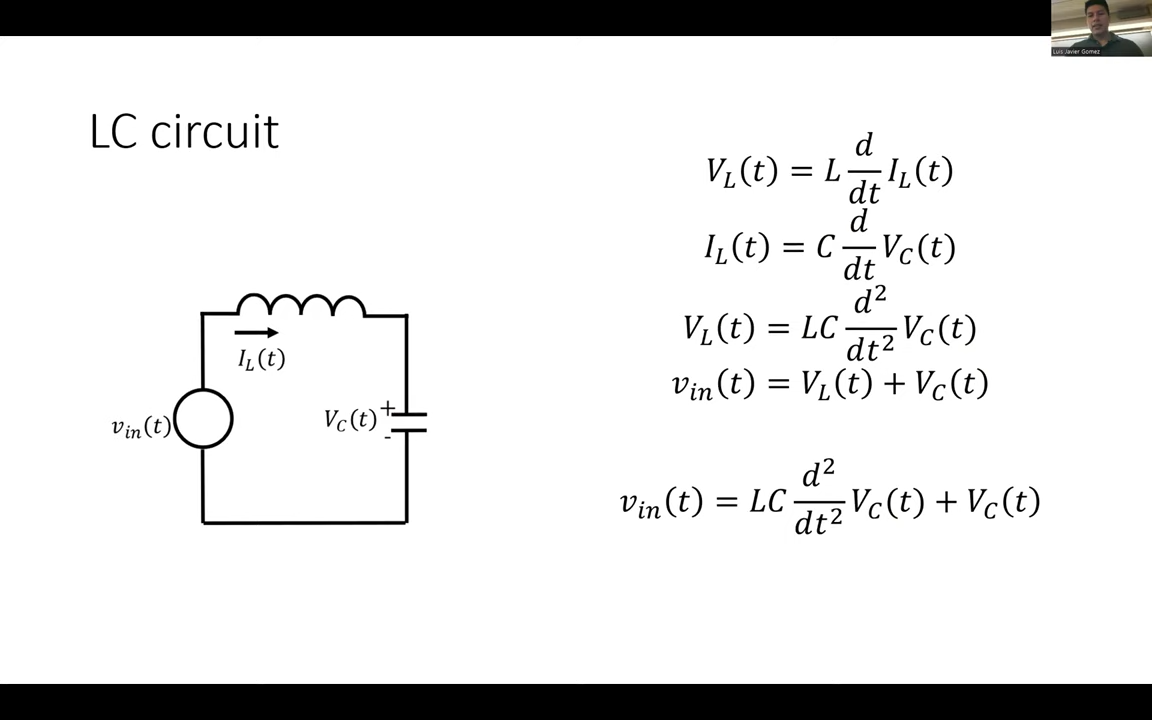 Luis Javier Gomez
LC circuit
V_L(t) = L d/dt I_L(t)
I_L(t) = C d/dt V_C(t)
V_L(t) = LC d²/dt² V_C(t)
v_in(t) = V_L(t) + V_C(t)
v_in(t) = LC d²/dt² V_C(t) + V_C(t)
I_L(t)
v_in(t)
V_C(t) + -